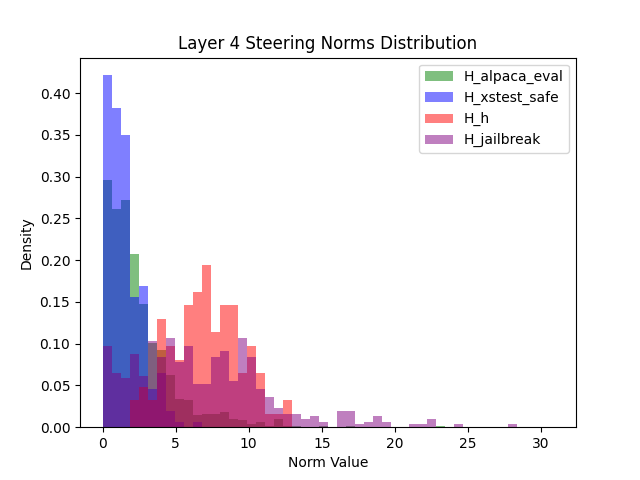 Layer 4 Steering Norms Distribution
H_alpaca_eval
H_xstest_safe
H_h
H_jailbreak
Density
0.40
0.35
0.30
0.25
0.20
0.15
0.10
0.05
0.00
0 5 10 15 20 25 30
Norm Value